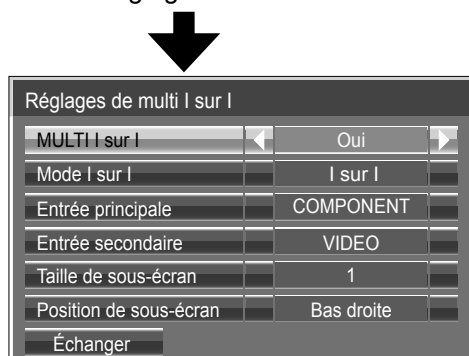 Réglages de multi I sur I
MULTI I sur I Oui
Mode I sur I I sur I
Entrée principale COMPONENT
Entrée secondaire VIDEO
Taille de sous-écran 1
Position de sous-écran Bas droite
Échanger